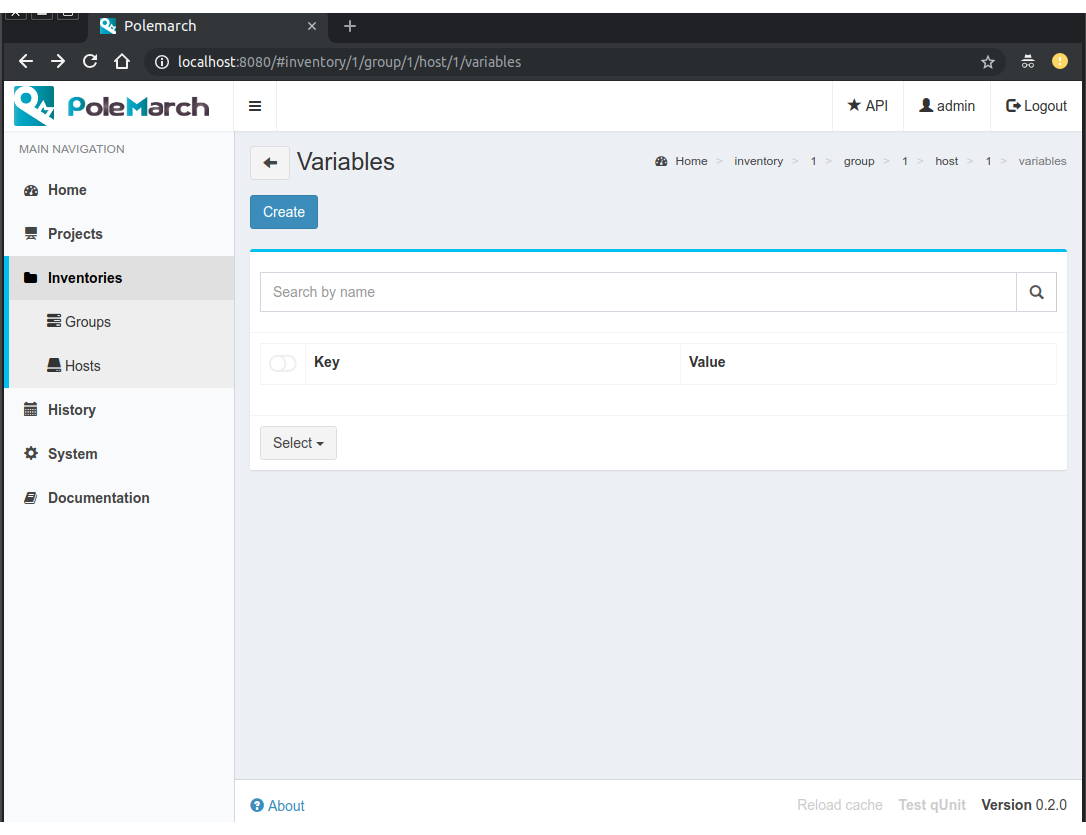 Polemarch
localhost:8080/#inventory/1/group/1/host/1/variables
PoleMarch
API
admin
Logout
MAIN NAVIGATION
Home
Projects
Inventories
Groups
Hosts
History
System
Documentation
Variables
Home > inventory > 1 > group > 1 > host > 1 > variables
Create
Search by name
Key Value
Select
About
Reload cache Test qUnit Version 0.2.0